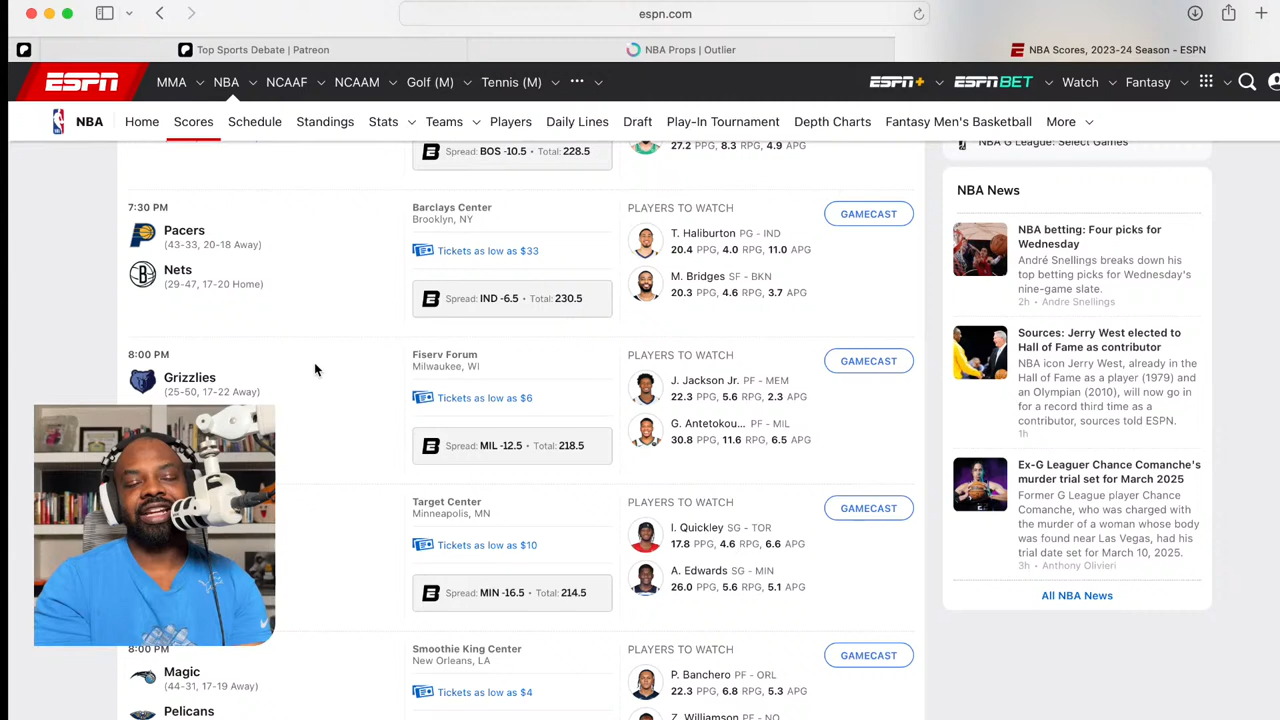 espn.com
Top Sports Debate | Patreon
NBA Props | Outlier
NBA Scores, 2023-24 Season - ESPN
ESPN MMA NBA NCAAF NCAAM Golf (M) Tennis (M) ESPN+ ESPN BET Watch Fantasy
NBA Home Scores Schedule Standings Stats Teams Players Daily Lines Draft Play-In Tournament Depth Charts Fantasy Men's Basketball More
Spread: BOS -10.5 · Total: 228.5
27.2 PPG, 8.3 RPG, 4.9 APG
7:30 PM
Pacers
(43-33, 20-18 Away)
Nets
(29-47, 17-20 Home)
Barclays Center
Brooklyn, NY
Tickets as low as $33
Spread: IND -6.5 · Total: 230.5
PLAYERS TO WATCH
T. Haliburton PG - IND
20.4 PPG, 4.0 RPG, 11.0 APG
M. Bridges SF - BKN
20.3 PPG, 4.6 RPG, 3.7 APG
GAMECAST
8:00 PM
Grizzlies
(25-50, 17-22 Away)
Fiserv Forum
Milwaukee, WI
Tickets as low as $6
Spread: MIL -12.5 · Total: 218.5
PLAYERS TO WATCH
J. Jackson Jr. PF - MEM
22.3 PPG, 5.6 RPG, 2.3 APG
G. Antetokou... PF - MIL
30.8 PPG, 11.6 RPG, 6.5 APG
GAMECAST
Target Center
Minneapolis, MN
Tickets as low as $10
Spread: MIN -16.5 · Total: 214.5
PLAYERS TO WATCH
I. Quickley SG - TOR
17.8 PPG, 4.6 RPG, 6.6 APG
A. Edwards SG - MIN
26.0 PPG, 5.6 RPG, 5.1 APG
GAMECAST
8:00 PM
Magic
(44-31, 17-19 Away)
Pelicans
Smoothie King Center
New Orleans, LA
Tickets as low as $4
PLAYERS TO WATCH
P. Banchero PF - ORL
22.3 PPG, 6.8 RPG, 5.3 APG
Z. Williamson PF - NO
GAMECAST
NBA G League: Select Games
NBA News
NBA betting: Four picks for
Wednesday
André Snellings breaks down his
top betting picks for Wednesday's
nine-game slate.
2h · Andre Snellings
Sources: Jerry West elected to
Hall of Fame as contributor
NBA icon Jerry West, already in the
Hall of Fame as a player (1979) and
an Olympian (2010), will now go in
for a record third time as a
contributor, sources told ESPN.
1h
Ex-G Leaguer Chance Comanche's
murder trial set for March 2025
Former G League player Chance
Comanche, who was charged with
the murder of a woman whose body
was found near Las Vegas, had his
trial date set for March 10, 2025.
3h · Anthony Olivieri
All NBA News